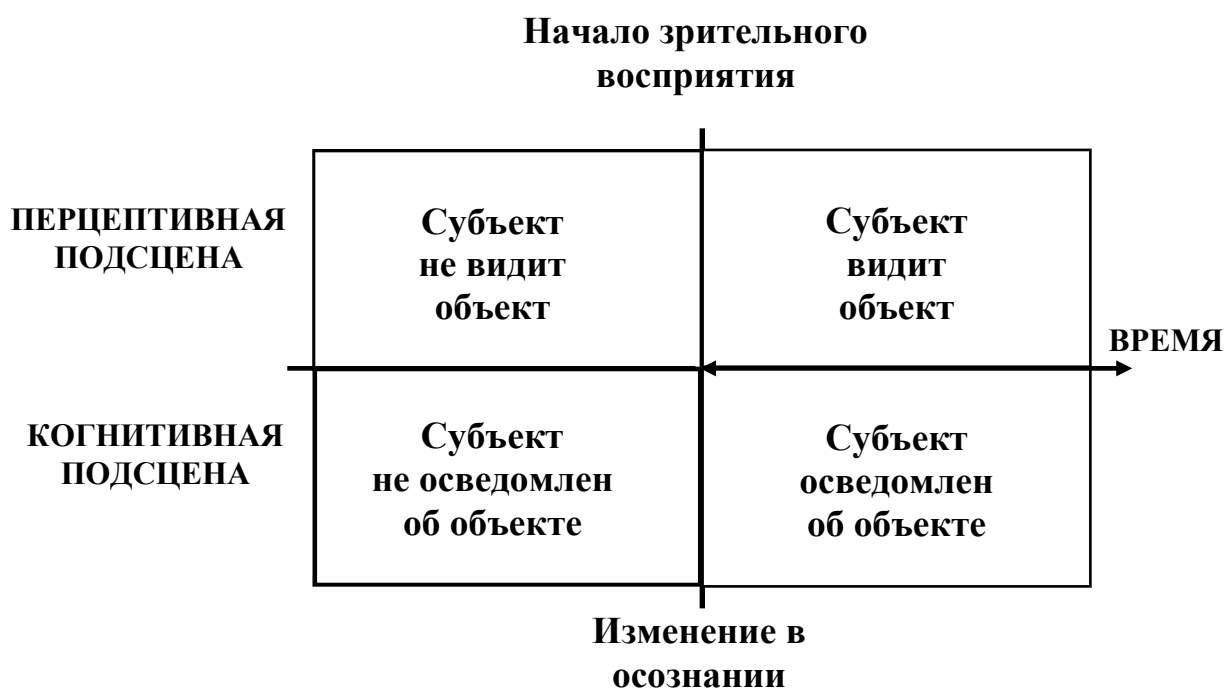 Начало зрительного
восприятия
ПЕРЦЕПТИВНАЯ
ПОДСЦЕНА
Субъект
не видит
объект
Субъект
видит
объект
ВРЕМЯ
КОГНИТИВНАЯ
ПОДСЦЕНА
Субъект
не осведомлен
об объекте
Субъект
осведомлен
об объекте
Изменение в
осознании